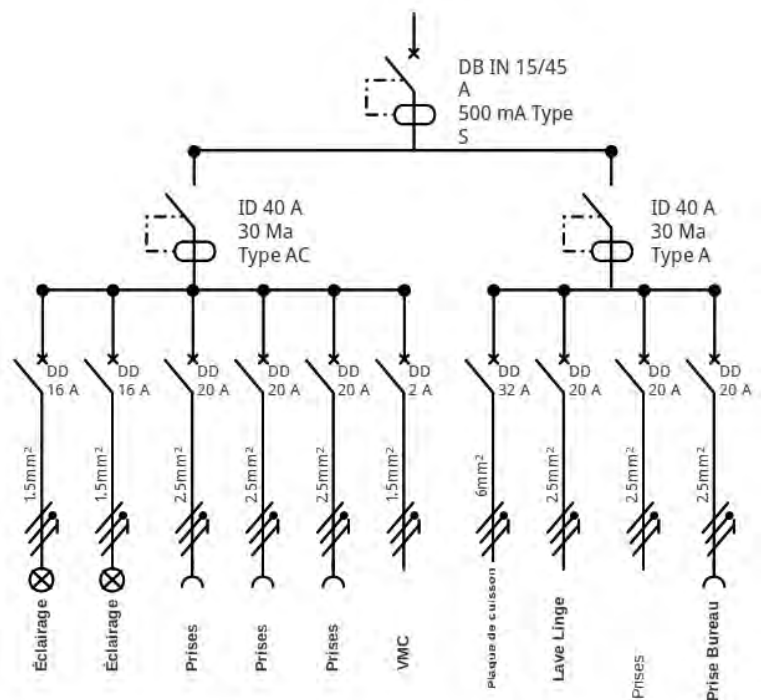 DB IN 15/45
A
500 mA Type
S
ID 40 A
30 Ma
Type AC
ID 40 A
30 Ma
Type A
DD
16 A
DD
16 A
DD
20 A
DD
20 A
DD
20 A
DD
2 A
DD
32 A
DD
20 A
DD
20 A
DD
20 A
1.5mm²
1.5mm²
2.5mm²
2.5mm²
2.5mm²
1.5mm²
6mm²
2.5mm²
2.5mm²
2.5mm²
Éclairage
Éclairage
Prises
Prises
Prises
VMC
Plaque de cuisson
Lave Linge
Prises
Prise Bureau